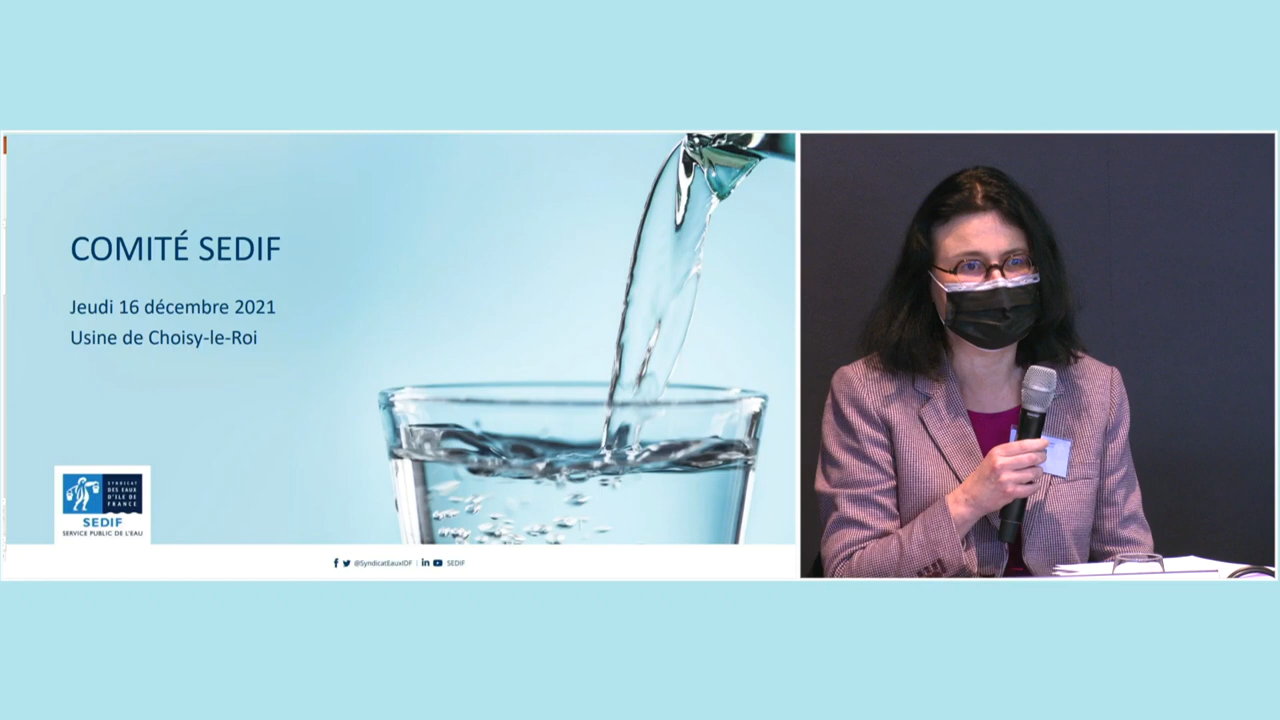 COMITÉ SEDIF
Jeudi 16 décembre 2021
Usine de Choisy-le-Roi
SYNDICAT
DES EAUX
D'ILE DE
FRANCE
SEDIF
SERVICE PUBLIC DE L'EAU
@SyndicatEauxIDF | in SEDIF